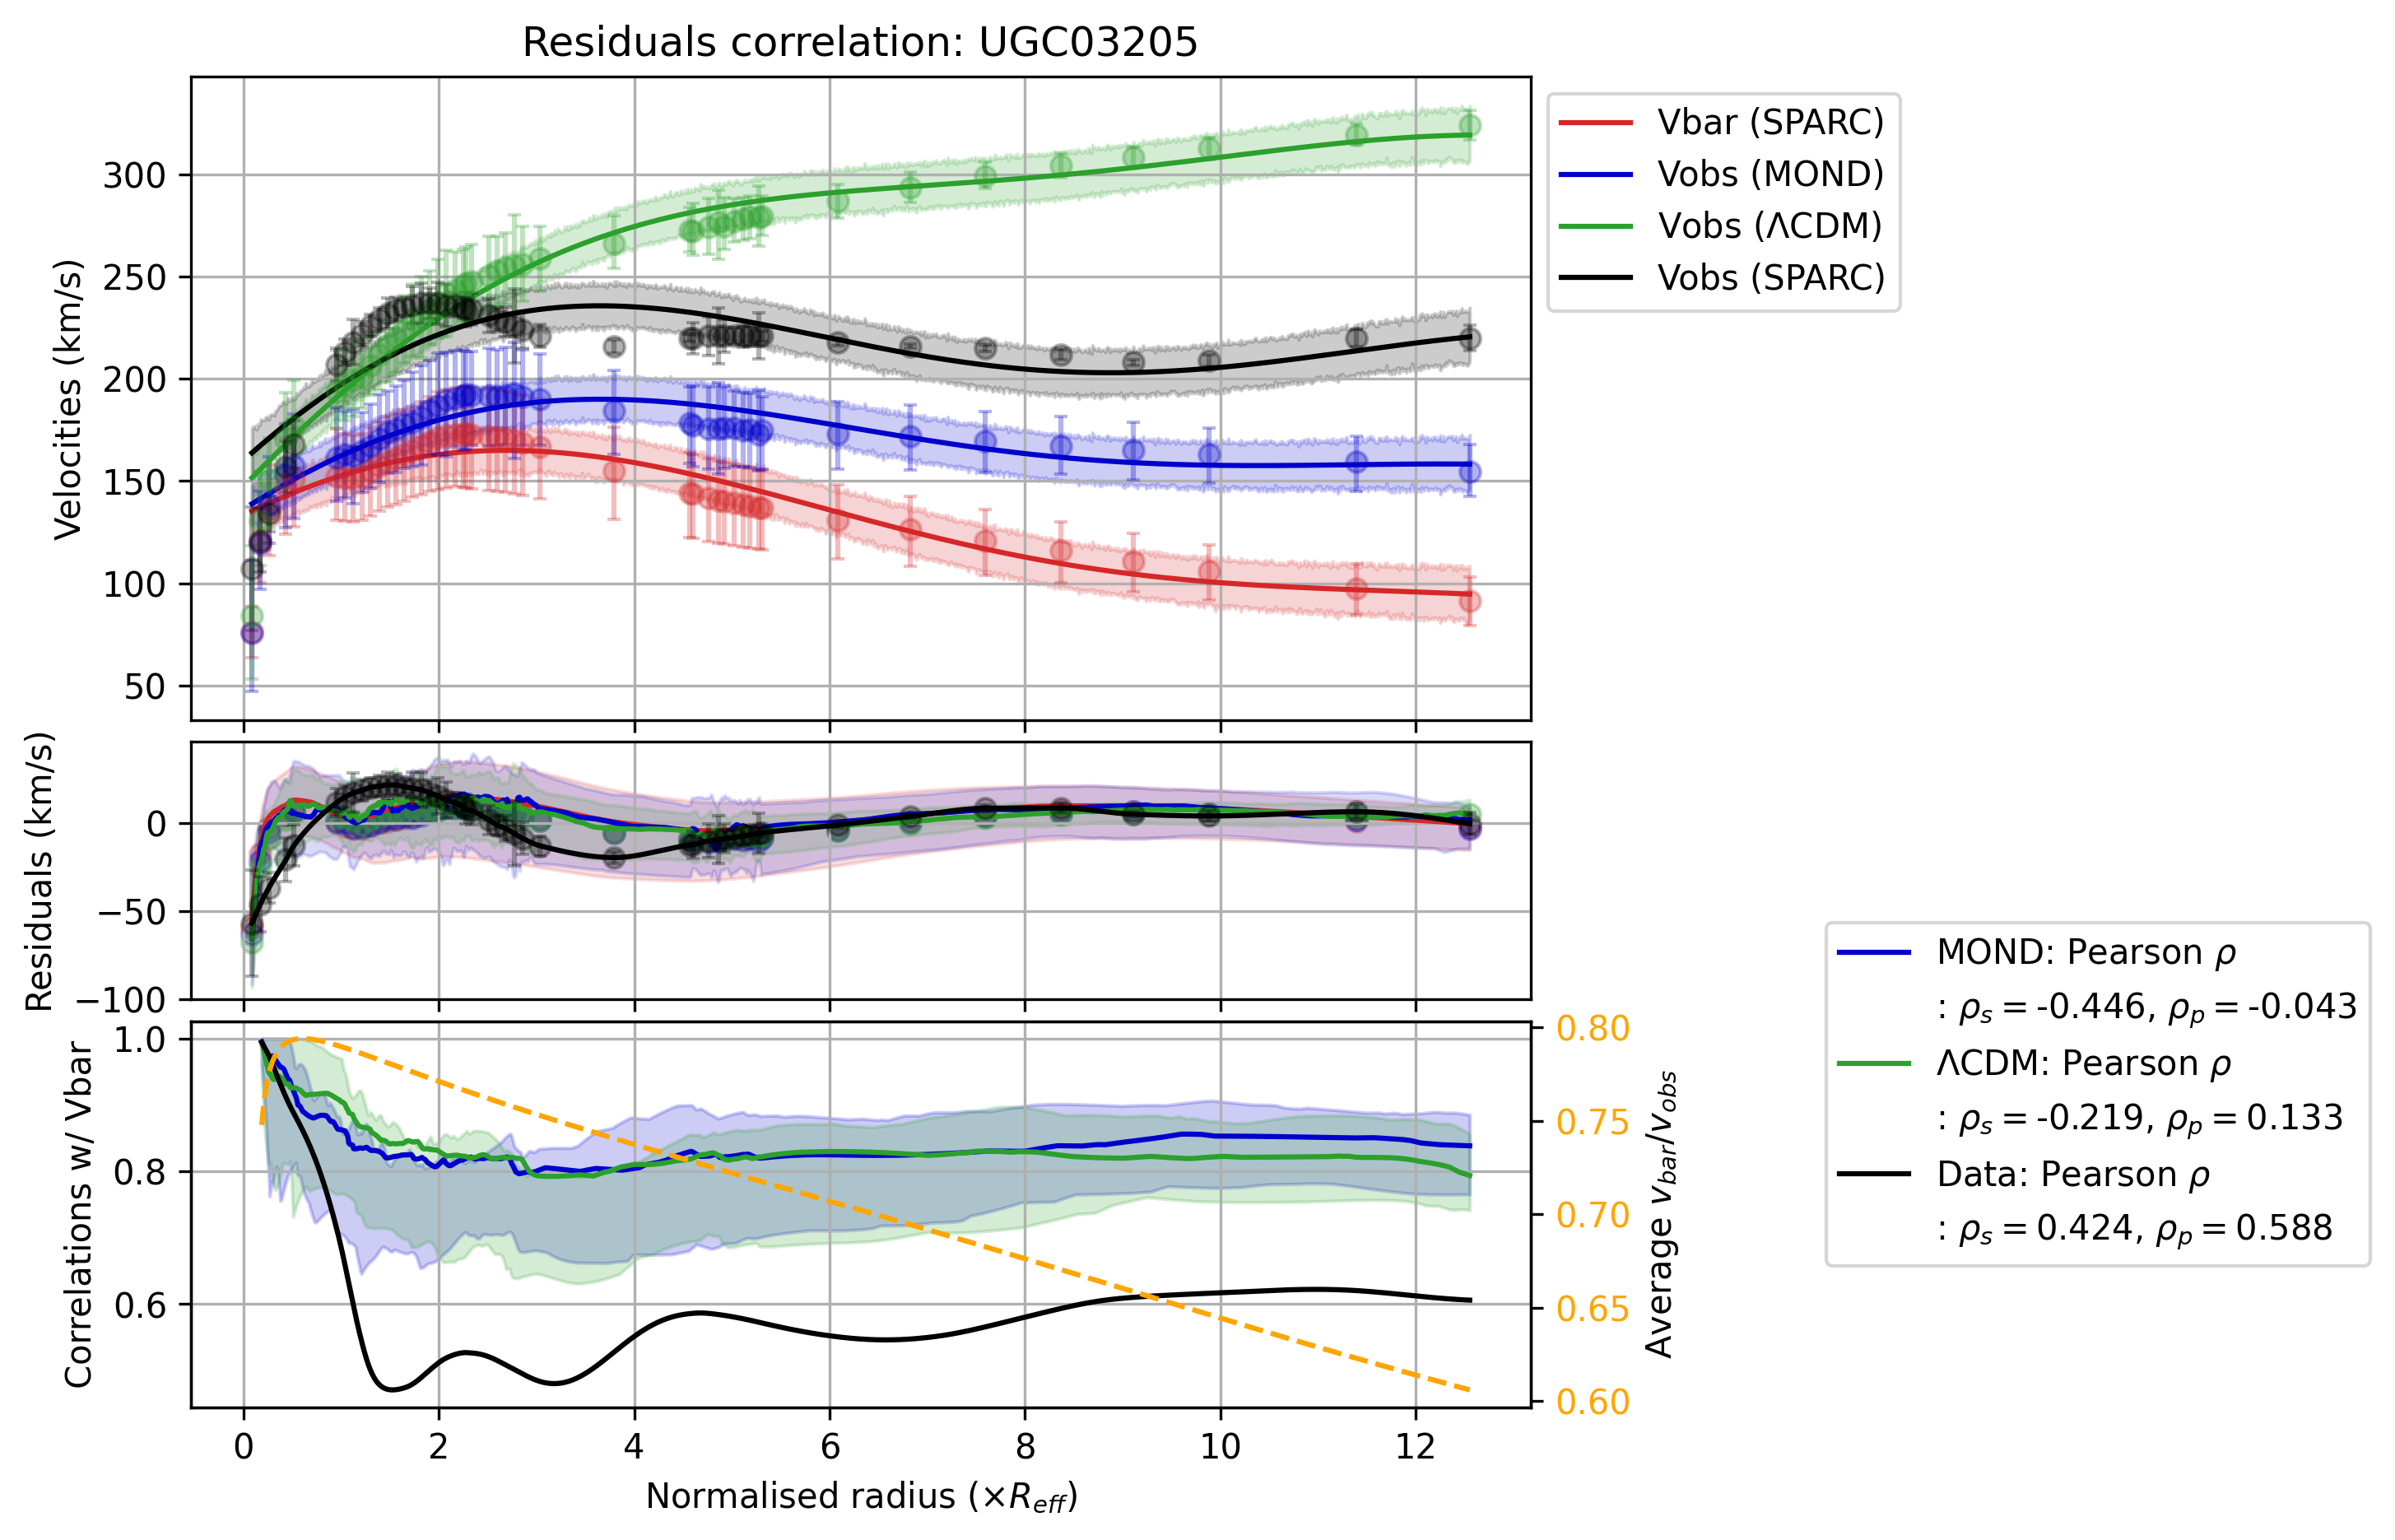 Residuals correlation: UGC03205
Velocities (km/s)
300
250
200
150
100
50
Vbar (SPARC)
Vobs (MOND)
Vobs (ΛCDM)
Vobs (SPARC)
Residuals (km/s)
0
−50
−100
Correlations w/ Vbar
1.0
0.8
0.6
0.80
0.75
0.70
0.65
0.60
Average v_bar/v_obs
MOND: Pearson ρ
: ρ_s = -0.446, ρ_p = -0.043
ΛCDM: Pearson ρ
: ρ_s = -0.219, ρ_p = 0.133
Data: Pearson ρ
: ρ_s = 0.424, ρ_p = 0.588
0 2 4 6 8 10 12
Normalised radius (×R_eff)